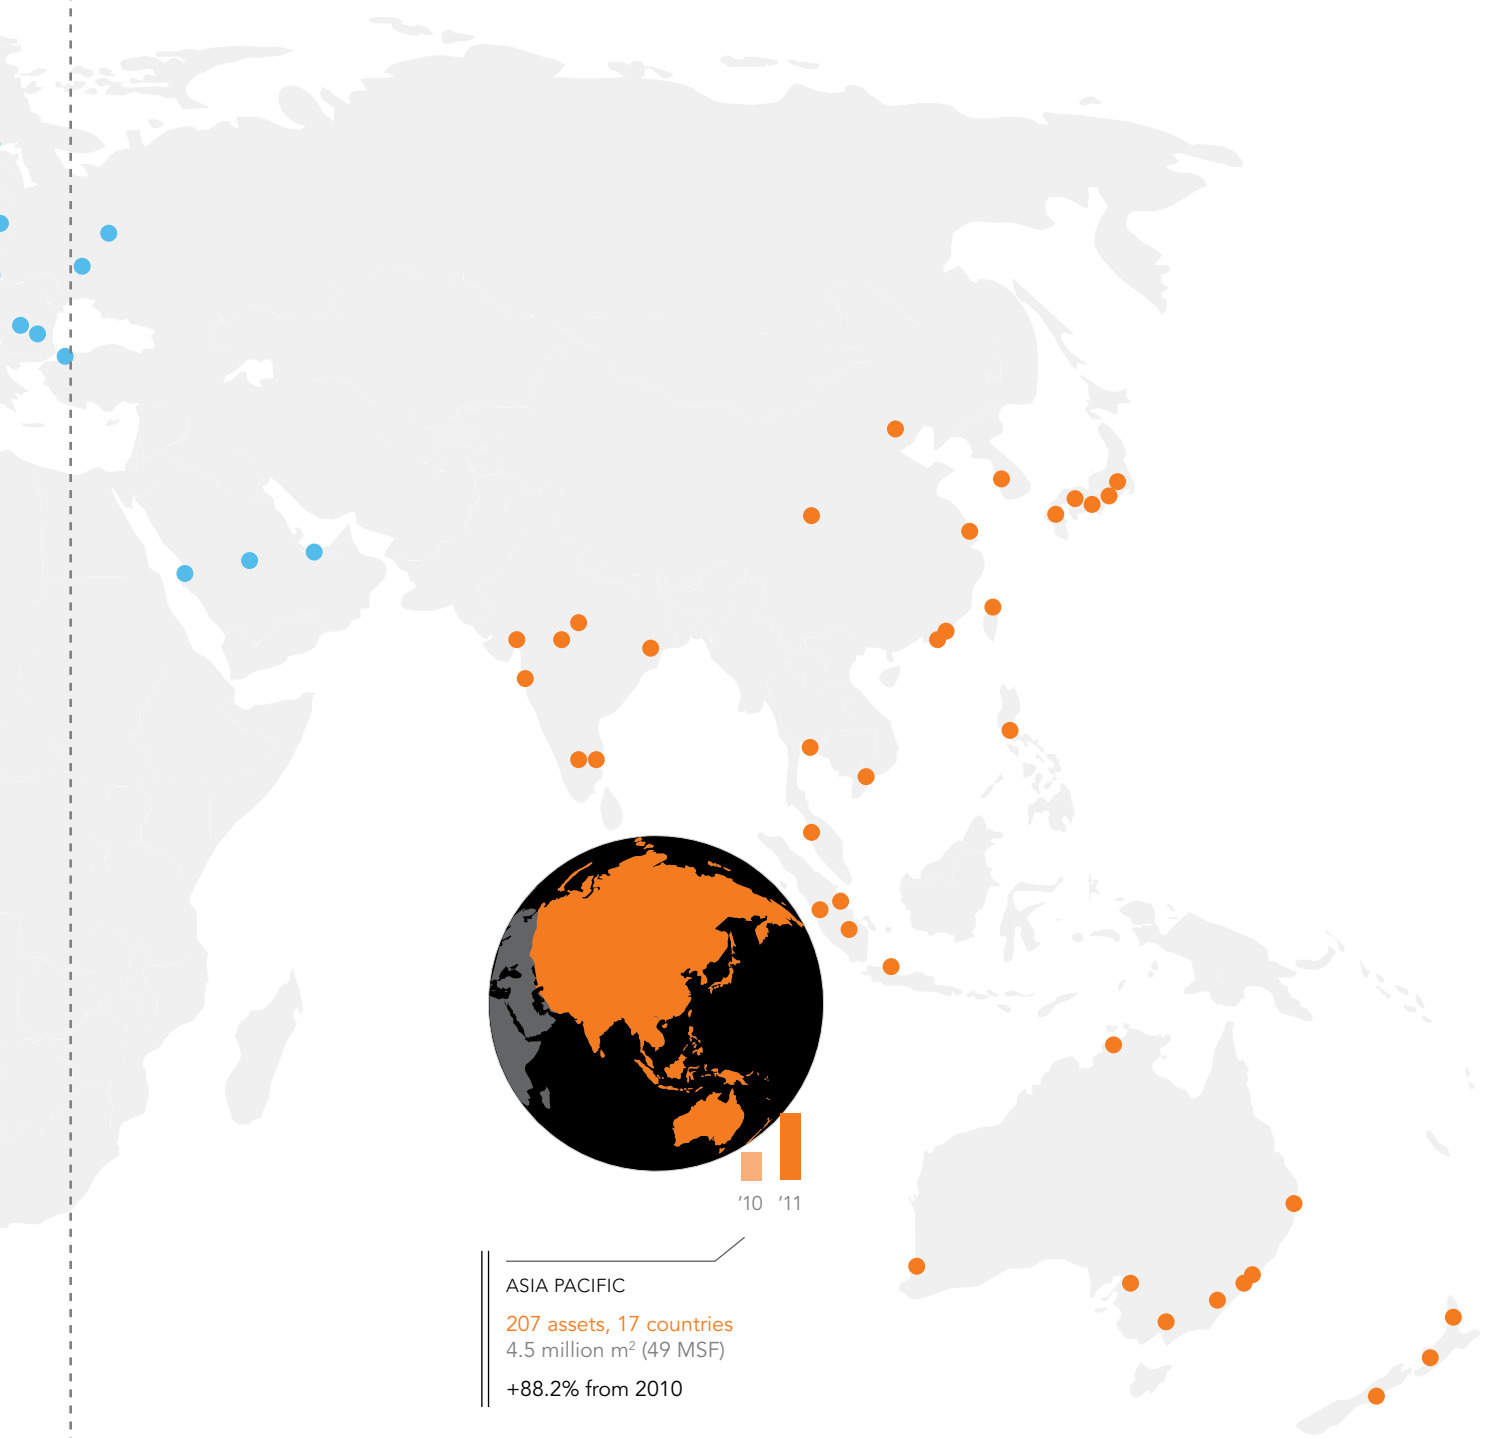 ’10 ’11
ASIA PACIFIC
207 assets, 17 countries
4.5 million m² (49 MSF)
+88.2% from 2010